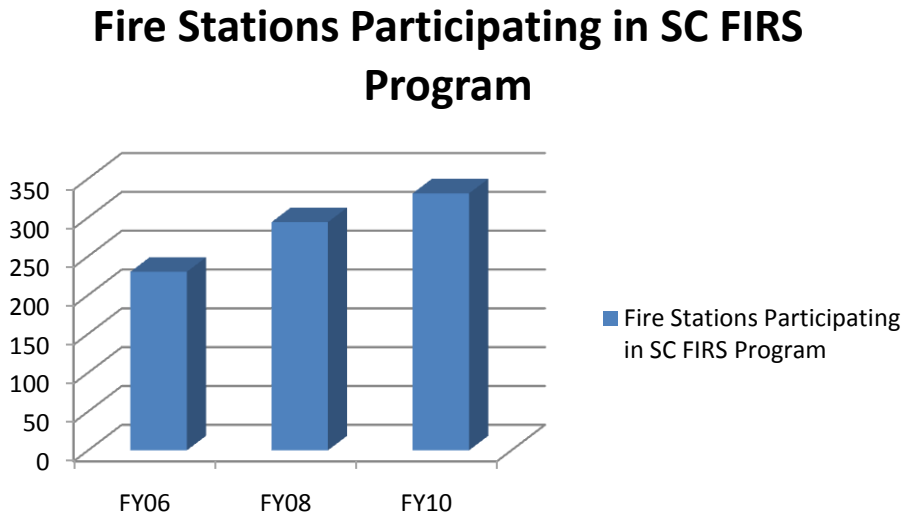 Fire Stations Participating in SC FIRS
Program
350
300
250
200
150
100
50
0
FY06
FY08
FY10
Fire Stations Participating
in SC FIRS Program